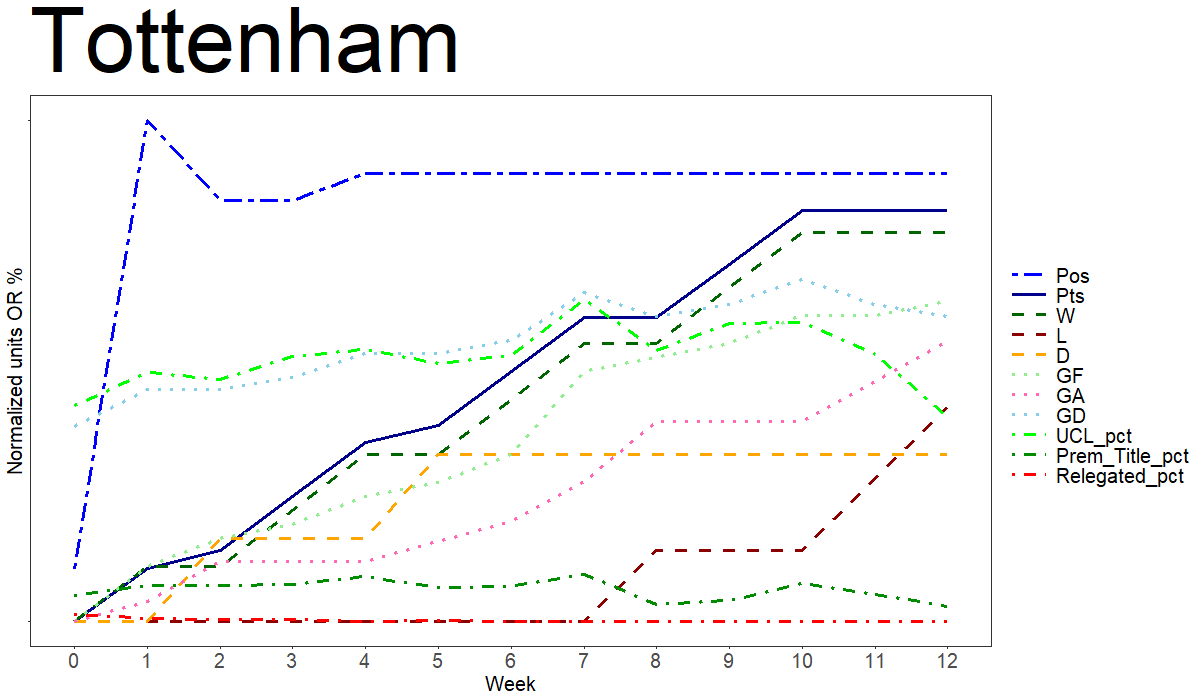 Tottenham
Normalized units OR %
0 1 2 3 4 5 6 7 8 9 10 11 12
Week
Pos
Pts
W
L
D
GF
GA
GD
UCL_pct
Prem_Title_pct
Relegated_pct